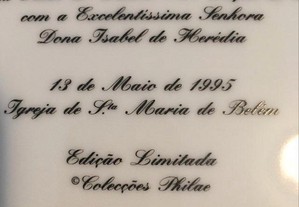 com a Excelentíssima Senhora
Dona Isabel de Herédia
13 de Maio de 1995
Igreja de S.ta Maria de Belém
Edição Limitada
©Colecções Philae